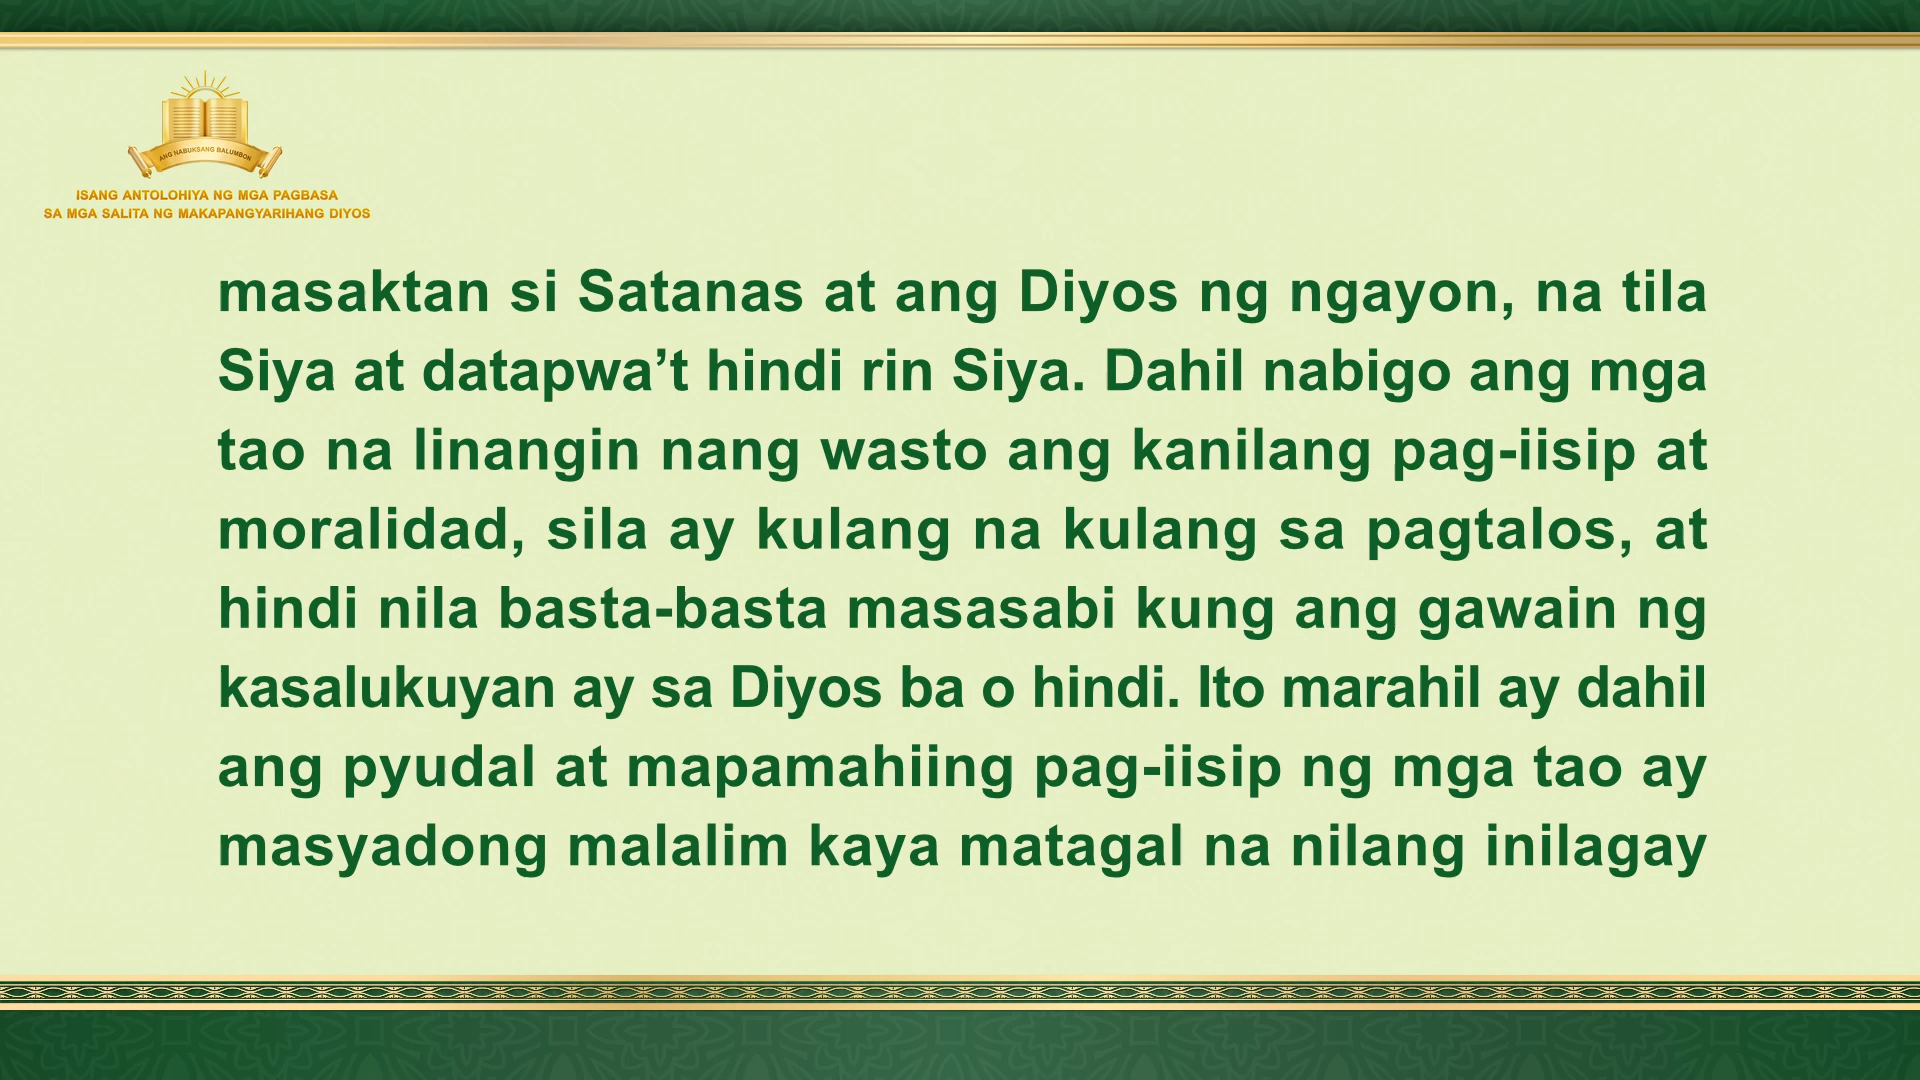 ANG NABUKSANG BALUMBON
ISANG ANTOLOHIYA NG MGA PAGBASA
SA MGA SALITA NG MAKAPANGYARIHANG DIYOS
masaktan si Satanas at ang Diyos ng ngayon, na tila
Siya at datapwa’t hindi rin Siya. Dahil nabigo ang mga
tao na linangin nang wasto ang kanilang pag-iisip at
moralidad, sila ay kulang na kulang sa pagtalos, at
hindi nila basta-basta masasabi kung ang gawain ng
kasalukuyan ay sa Diyos ba o hindi. Ito marahil ay dahil
ang pyudal at mapamahiing pag-iisip ng mga tao ay
masyadong malalim kaya matagal na nilang inilagay